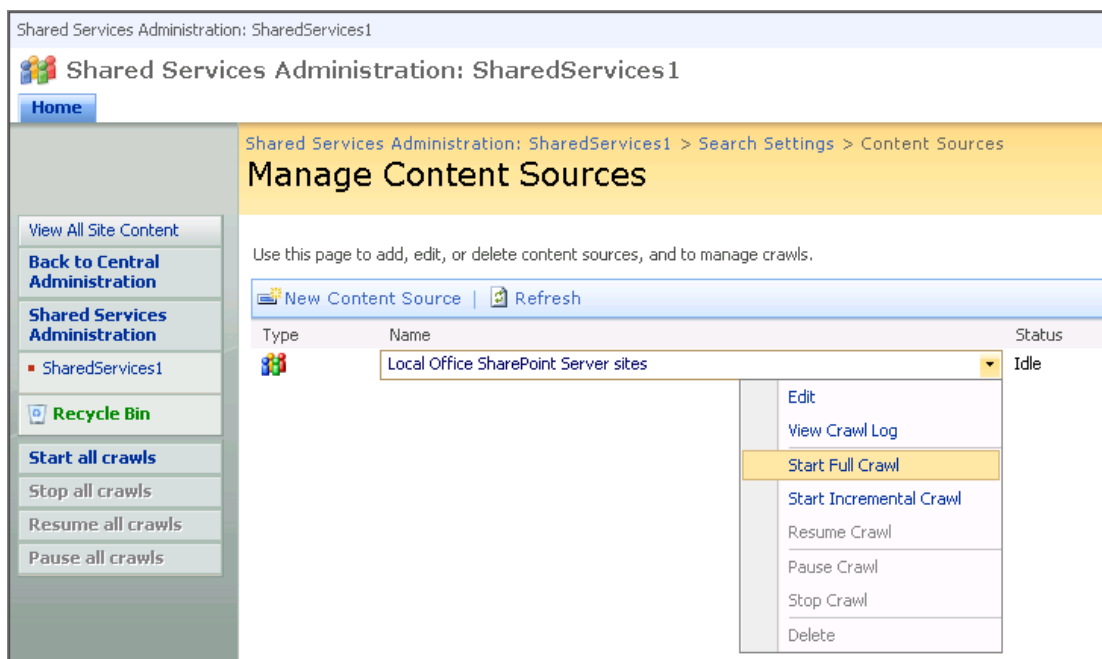 Shared Services Administration: SharedServices1
Shared Services Administration: SharedServices1
Home
Shared Services Administration: SharedServices1 > Search Settings > Content Sources
Manage Content Sources
View All Site Content
Back to Central
Administration
Shared Services
Administration
SharedServices1
Recycle Bin
Start all crawls
Stop all crawls
Resume all crawls
Pause all crawls
Use this page to add, edit, or delete content sources, and to manage crawls.
New Content Source | Refresh
Type Name Status
Local Office SharePoint Server sites Idle
Edit
View Crawl Log
Start Full Crawl
Start Incremental Crawl
Resume Crawl
Pause Crawl
Stop Crawl
Delete